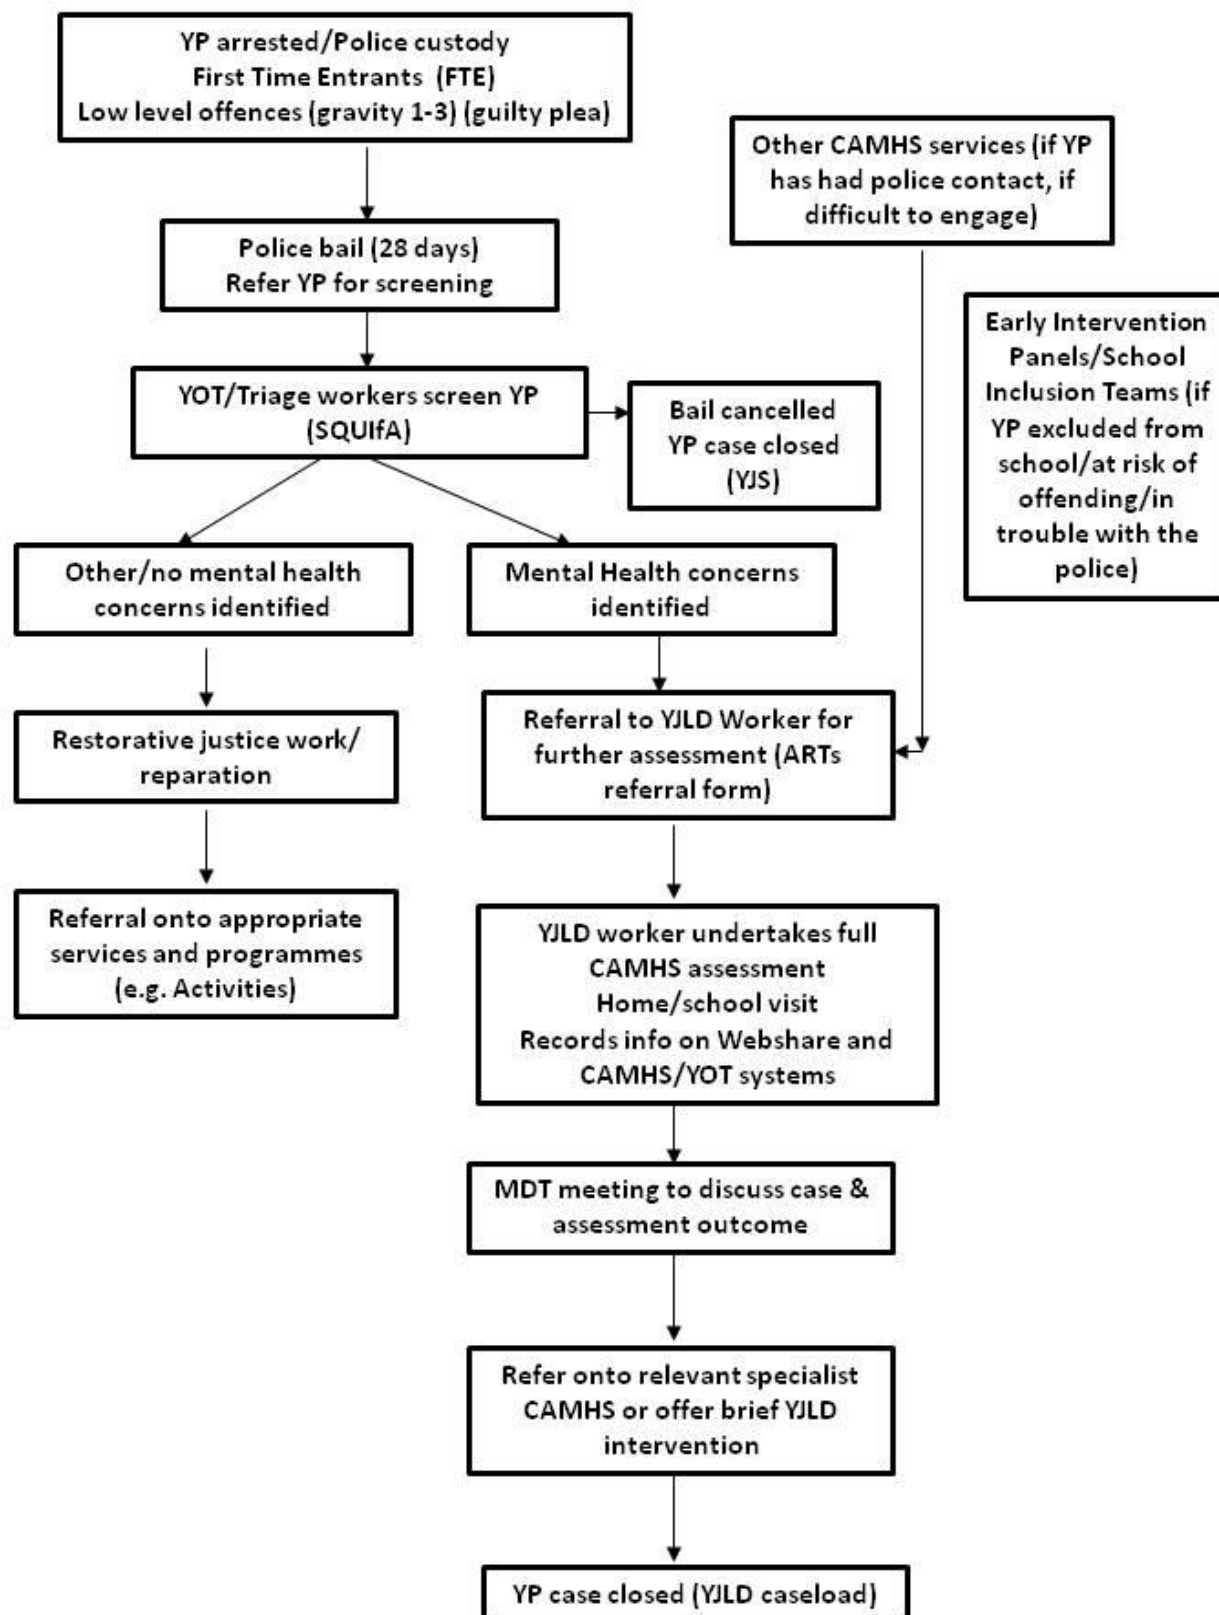 YP arrested/Police custody
First Time Entrants (FTE)
Low level offences (gravity 1-3) (guilty plea)
Other CAMHS services (if YP
has had police contact, if
difficult to engage)
Police bail (28 days)
Refer YP for screening
Early Intervention
Panels/School
Inclusion Teams (if
YP excluded from
school/at risk of
offending/in
trouble with the
police)
YOT/Triage workers screen YP
(SQUIfA)
Bail cancelled
YP case closed
(YJS)
Other/no mental health
concerns identified
Mental Health concerns
identified
Restorative justice work/
reparation
Referral to YJLD Worker for
further assessment (ARTs
referral form)
Referral onto appropriate
services and programmes
(e.g. Activities)
YJLD worker undertakes full
CAMHS assessment
Home/school visit
Records info on Webshare and
CAMHS/YOT systems
MDT meeting to discuss case &
assessment outcome
Refer onto relevant specialist
CAMHS or offer brief YJLD
intervention
YP case closed (YJLD caseload)